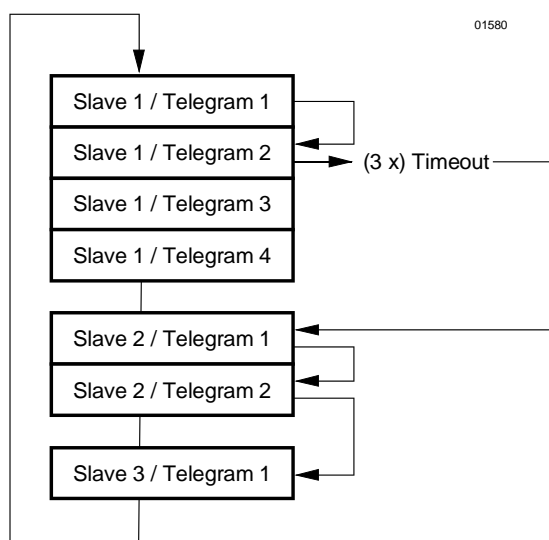 01580
Slave 1 / Telegram 1
Slave 1 / Telegram 2
(3 x) Timeout
Slave 1 / Telegram 3
Slave 1 / Telegram 4
Slave 2 / Telegram 1
Slave 2 / Telegram 2
Slave 3 / Telegram 1